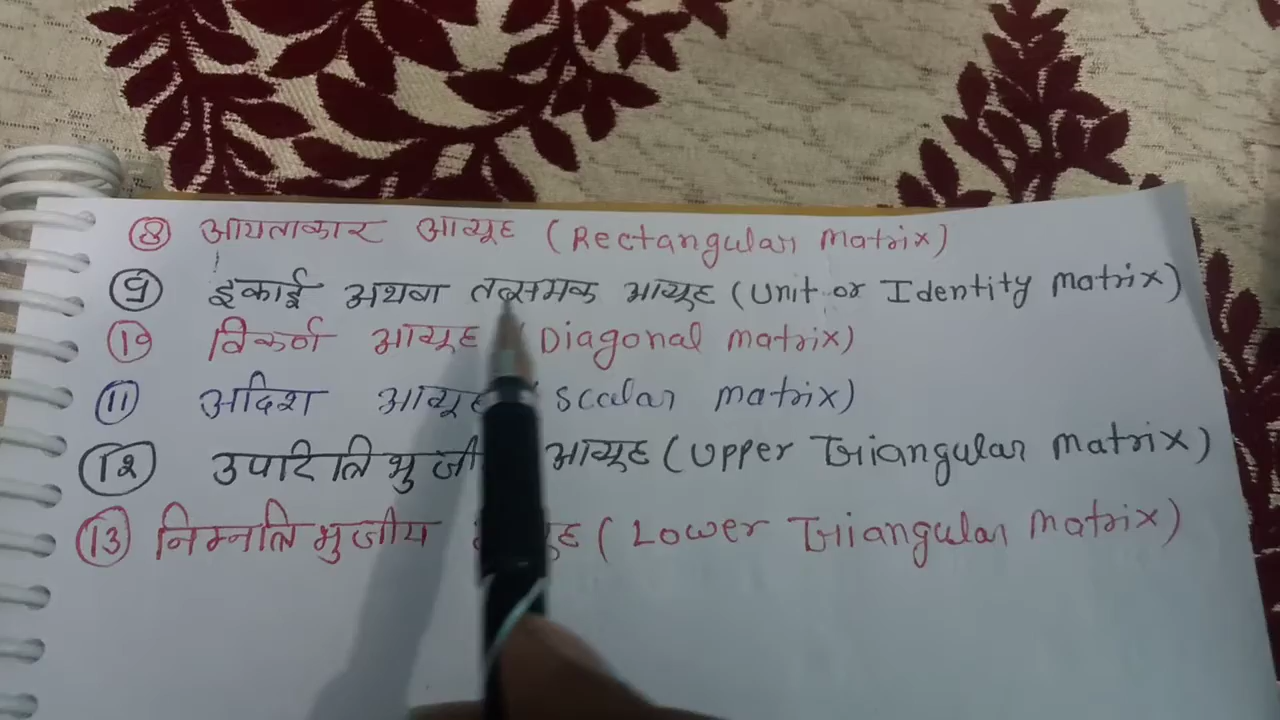 ⑧ आयताकार आव्यूह (Rectangular Matrix)
⑨ इकाई अथवा तत्समक आव्यूह (Unit or Identity Matrix)
⑩ विकर्ण आव्यूह (Diagonal Matrix)
⑪ अदिश आव्यूह (Scalar Matrix)
⑫ उपरित्रिभुजीय आव्यूह (Upper Triangular Matrix)
⑬ निम्नत्रिभुजीय (Lower Triangular Matrix)